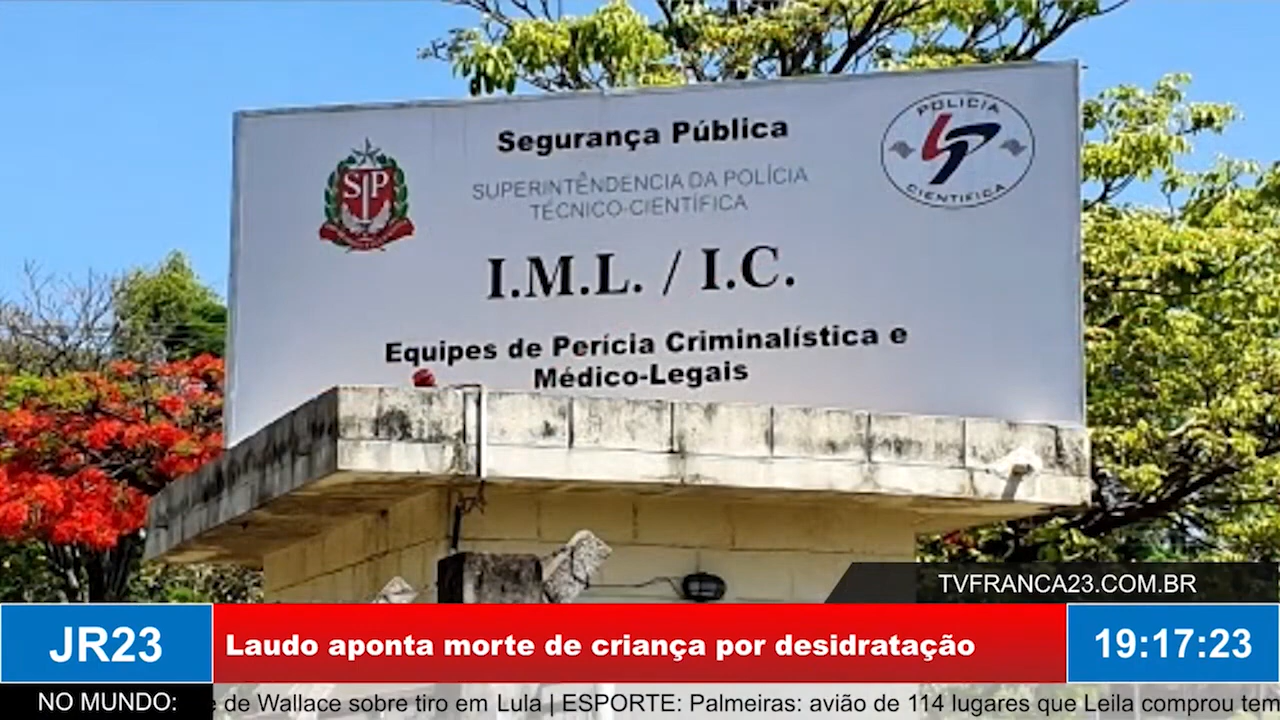 Segurança Pública
SUPERINTÊNDENCIA DA POLÍCIA
TÉCNICO-CIENTÍFICA
I.M.L. / I.C.
Equipes de Perícia Criminalística e
Médico-Legais
SP
POLÍCIA
CIENTÍFICA
TVFRANCA23.COM.BR
JR23
Laudo aponta morte de criança por desidratação
19:17:23
NO MUNDO:
de Wallace sobre tiro em Lula | ESPORTE: Palmeiras: avião de 114 lugares que Leila comprou tem